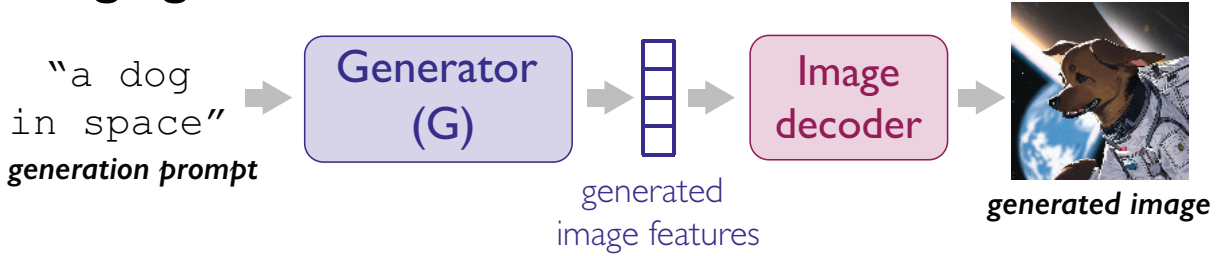 “a dog
in space”
generation prompt
Generator
(G)
generated
image features
Image
decoder
generated image